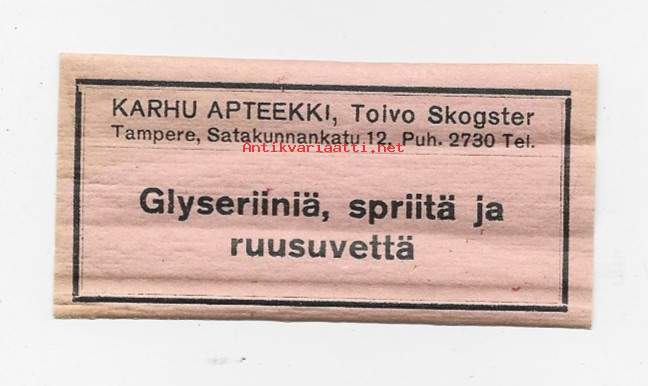 KARHU APTEEKKI, Toivo Skogster
Tampere, Satakunnankatu 12, Puh. 2730 Tel.
Antikvariaatti.net
Glyseriiniä, spriitä ja
ruusuvettä